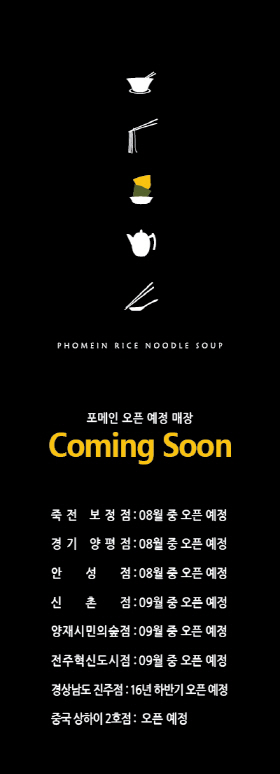 PHOMEIN RICE NOODLE SOUP
포메인 오픈 예정 매장
Coming Soon
죽전 보정점 : 08월 중 오픈 예정
경기 양평점 : 08월 중 오픈 예정
안 성 점 : 08월 중 오픈 예정
신 촌 점 : 09월 중 오픈 예정
양재시민의숲점 : 09월 중 오픈 예정
전주혁신도시점 : 09월 중 오픈 예정
경상남도 진주점 : 16년 하반기 오픈 예정
중국 상하이 2호점 : 오픈 예정